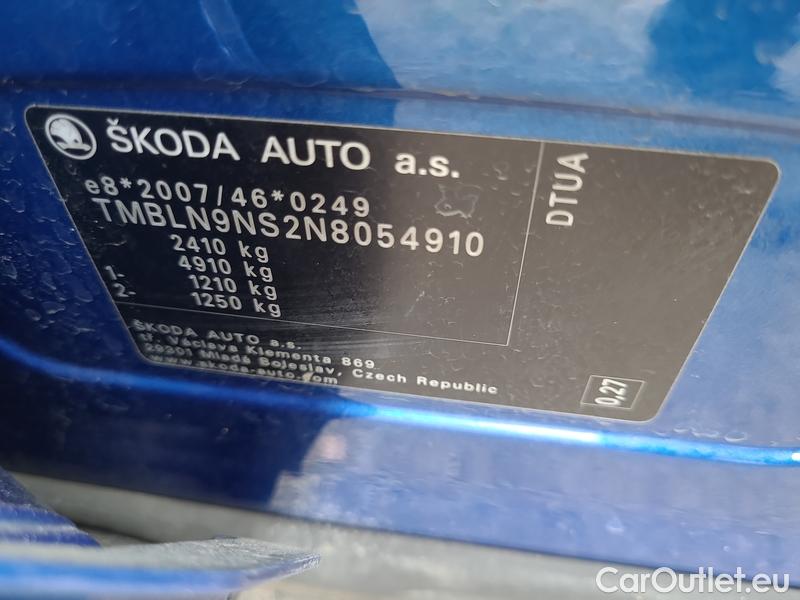 ŠKODA AUTO a.s.
e8*2007/46*0249
TMBLN9NS2N8054910
2410 kg
4910 kg
1- 1210 kg
2- 1250 kg
ŠKODA AUTO a.s.
tř. Václava Klementa 869
29301 Mladá Boleslav, Czech Republic
www.skoda-auto.com
DTUA
0,27
CarOutlet.eu